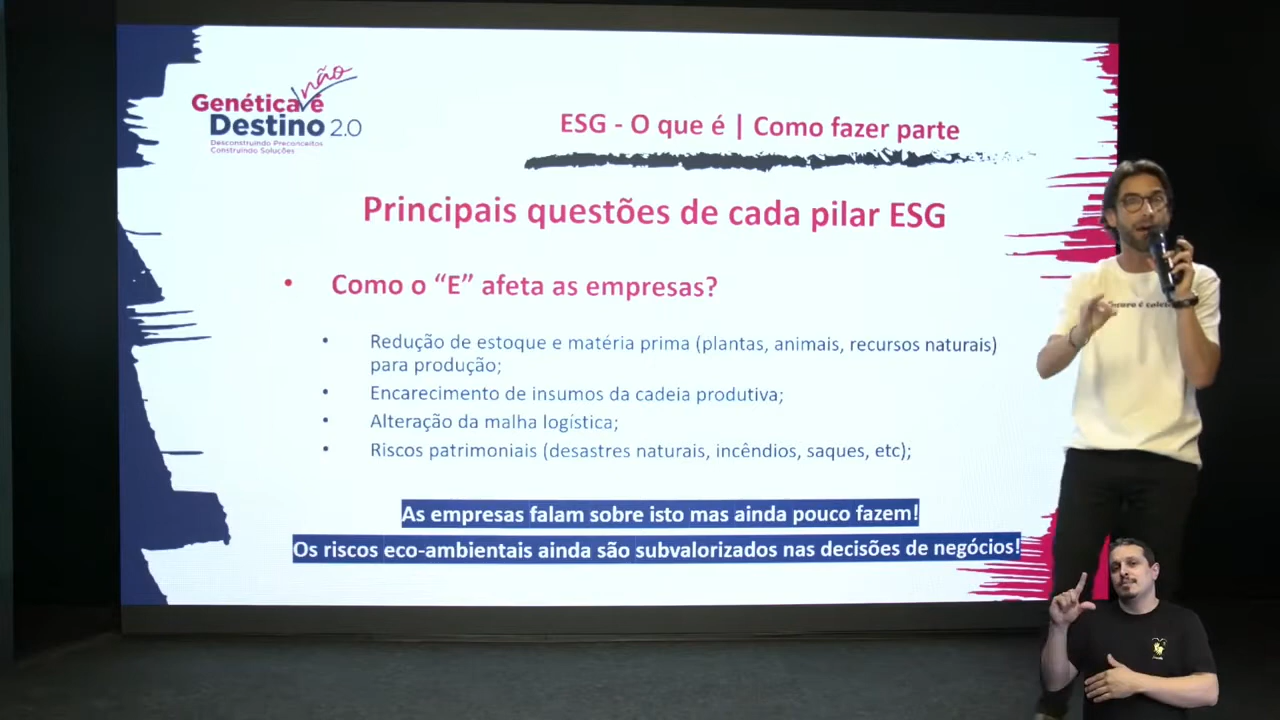 não
Genética é
Destino 2.0
Desconstruindo Preconceitos
Construindo Soluções
ESG - O que é | Como fazer parte
Principais questões de cada pilar ESG
• Como o “E” afeta as empresas?
• Redução de estoque e matéria prima (plantas, animais, recursos naturais)
para produção;
• Encarecimento de insumos da cadeia produtiva;
• Alteração da malha logística;
• Riscos patrimoniais (desastres naturais, incêndios, saques, etc);
As empresas falam sobre isto mas ainda pouco fazem!
Os riscos eco-ambientais ainda são subvalorizados nas decisões de negócios!